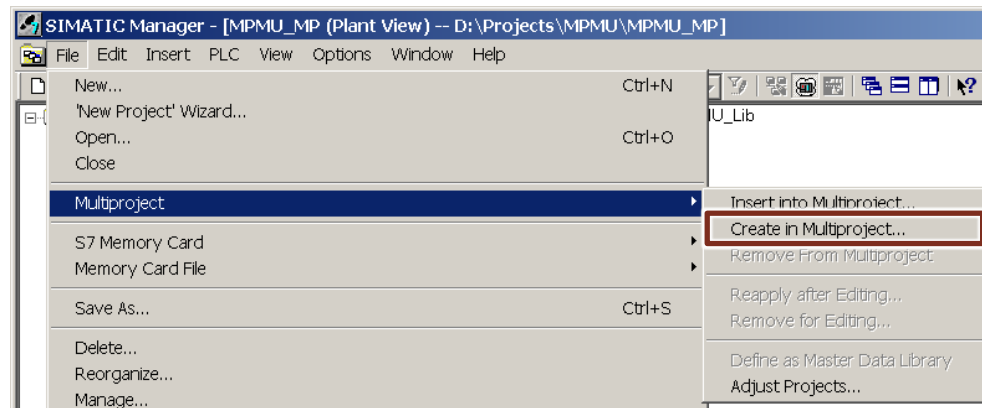 SIMATIC Manager - [MPMU_MP (Plant View) -- D:\Projects\MPMU\MPMU_MP]
File Edit Insert PLC View Options Window Help
New... Ctrl+N
'New Project' Wizard...
Open... Ctrl+O
Close
Multiproject
S7 Memory Card
Memory Card File
Save As... Ctrl+S
Delete...
Reorganize...
Manage...
Insert into Multiproject...
Create in Multiproject...
Remove From Multiproject
Reapply after Editing...
Remove for Editing...
Define as Master Data Library
Adjust Projects...